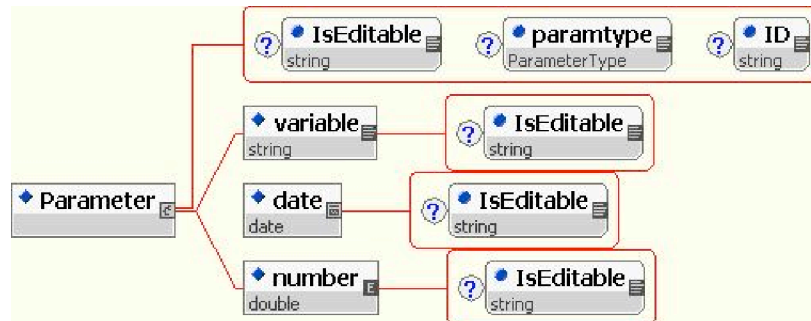 ? IsEditable ? paramtype ? ID
string ParameterType string
variable ? IsEditable
string string
Parameter
date ? IsEditable
date string
number E ? IsEditable
double string